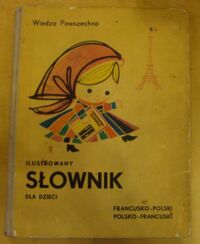 Wiedza Powszechna
ILUSTROWANY
SŁOWNIK
DLA DZIECI
FRANCUSKO-POLSKI
POLSKO-FRANCUSKI